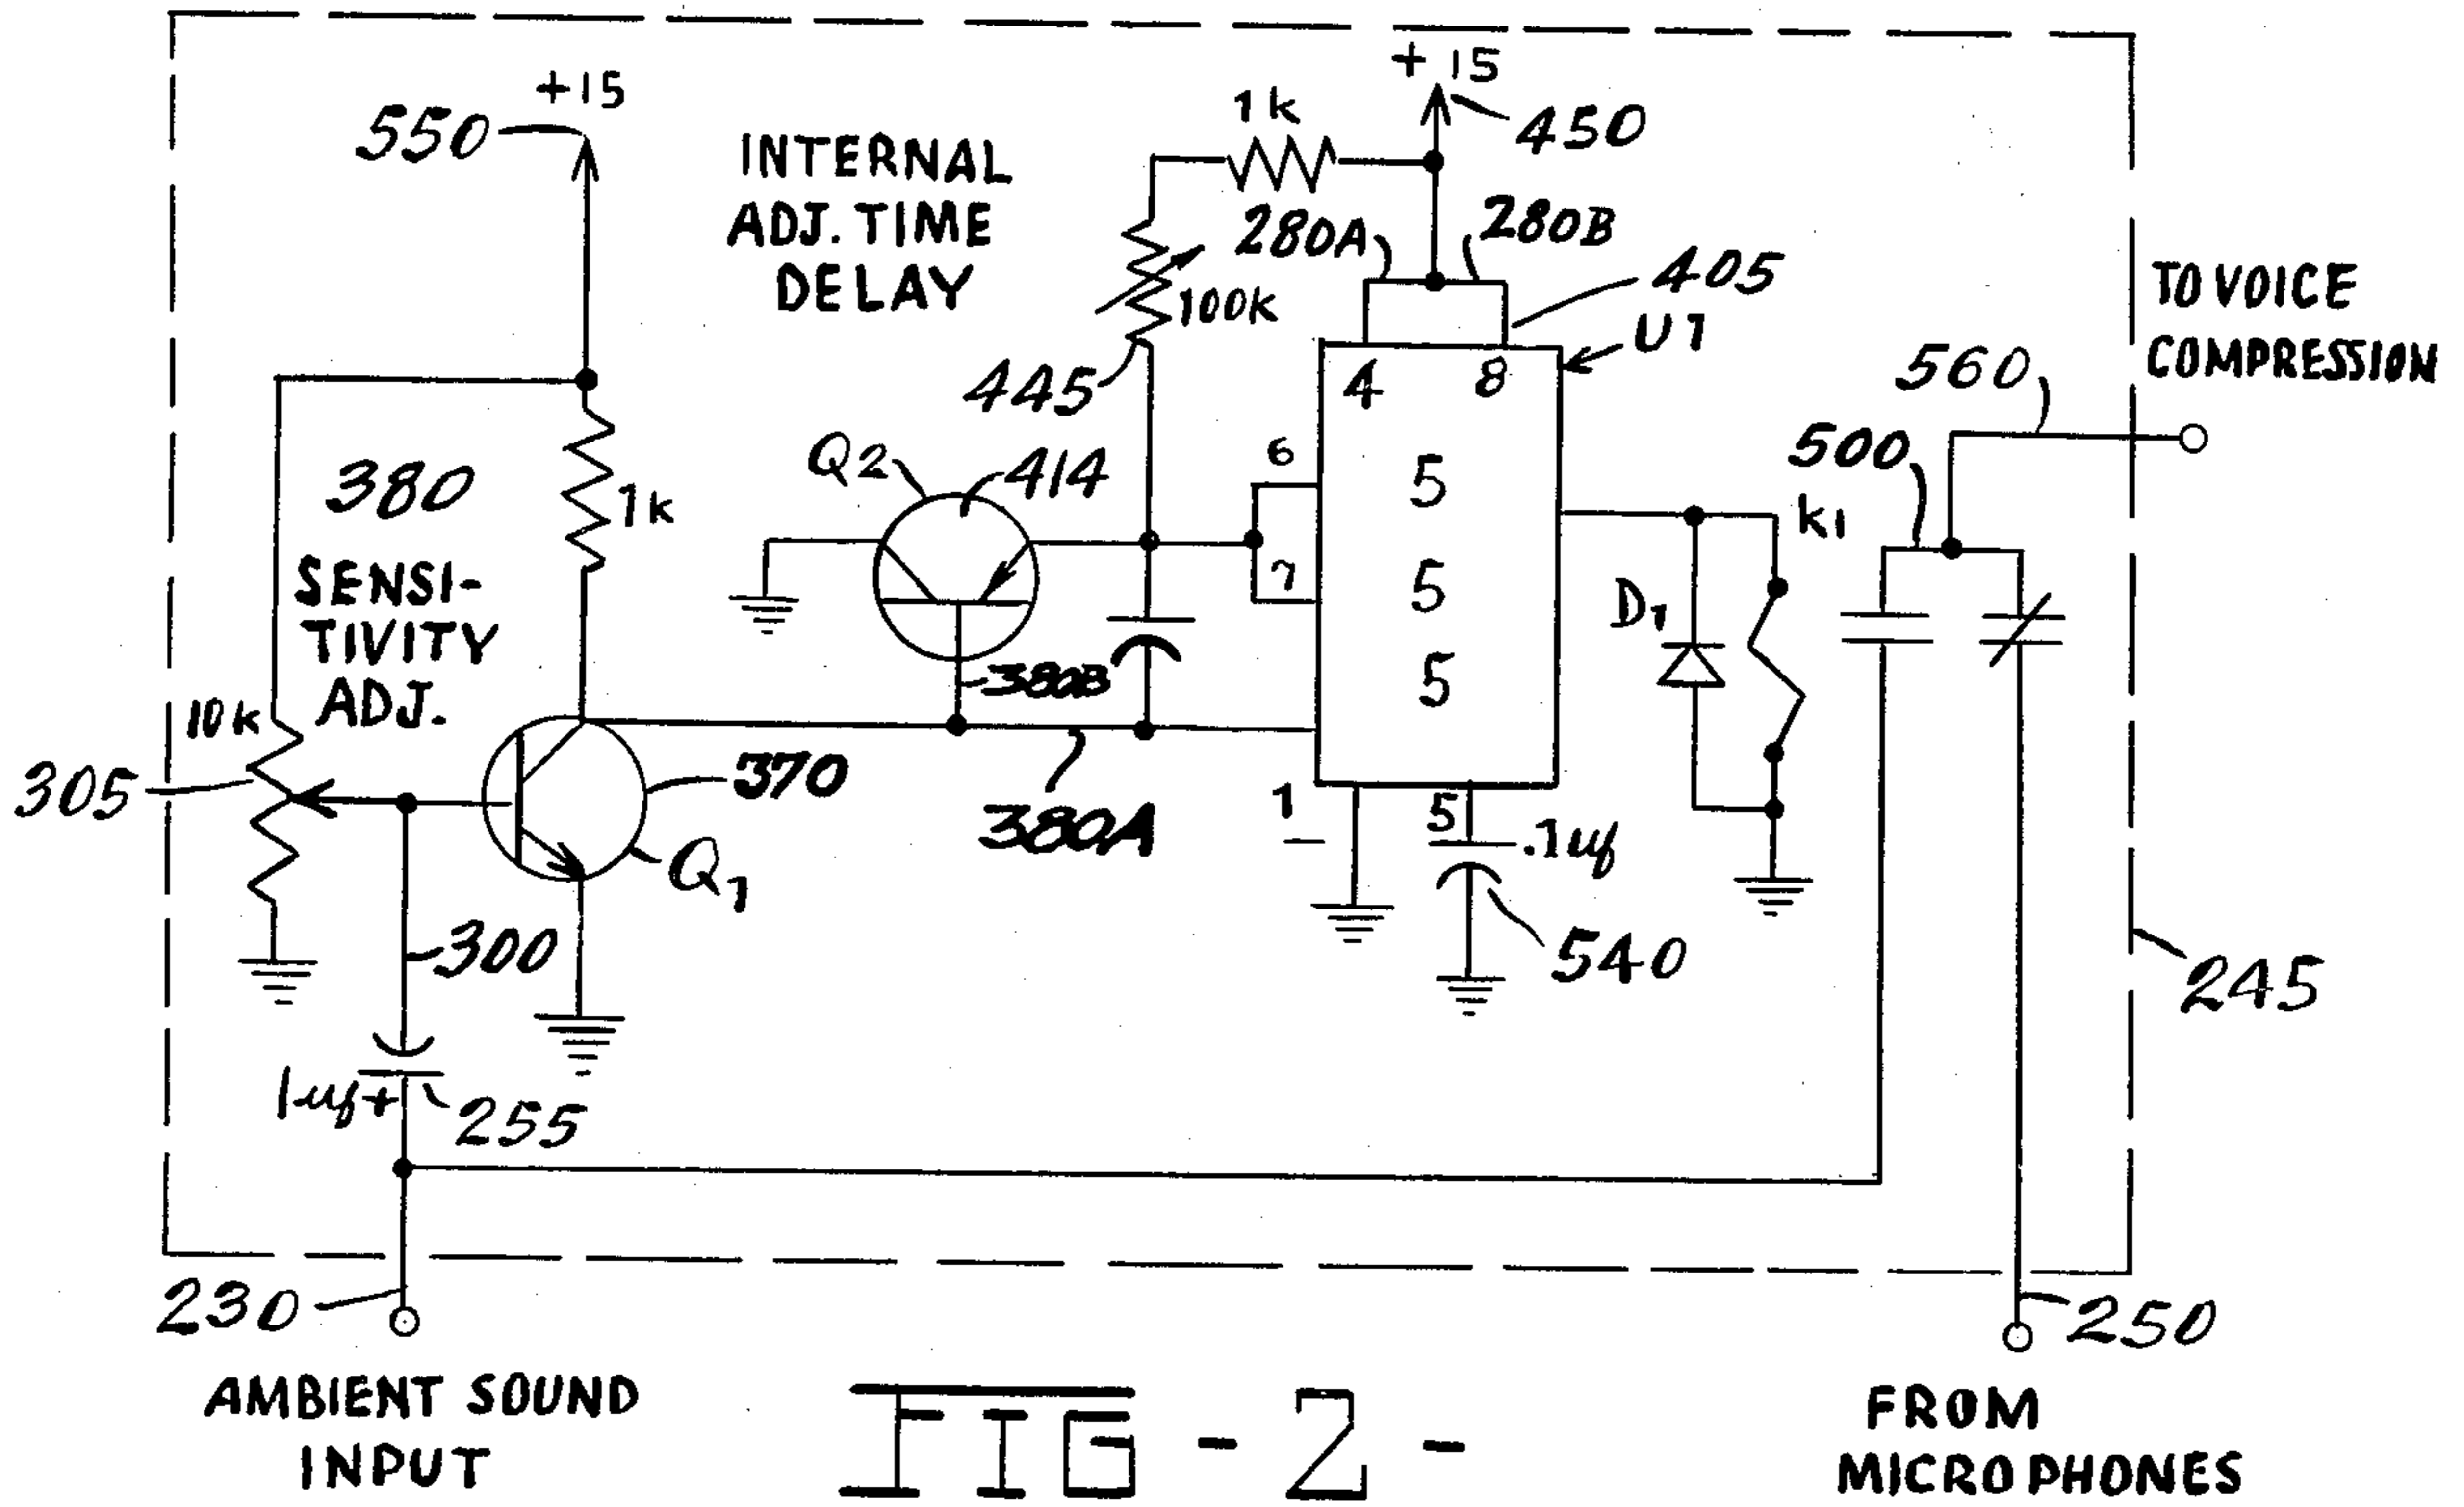 +15
550
INTERNAL
ADJ. TIME
DELAY
+ 15
450
1k
280A
280B
405
U1
100K
445
4 8
5
5
5
6
7
1
5
Q2
414
380
SENSI-
TIVITY
ADJ.
1k
10k
305
380B
370
380A
Q1
300
1uf+
255
.1uf
540
D1
k1
500
560
TO VOICE
COMPRESSION
245
230
AMBIENT SOUND
INPUT
250
FROM
MICROPHONES
FIG - 2 -